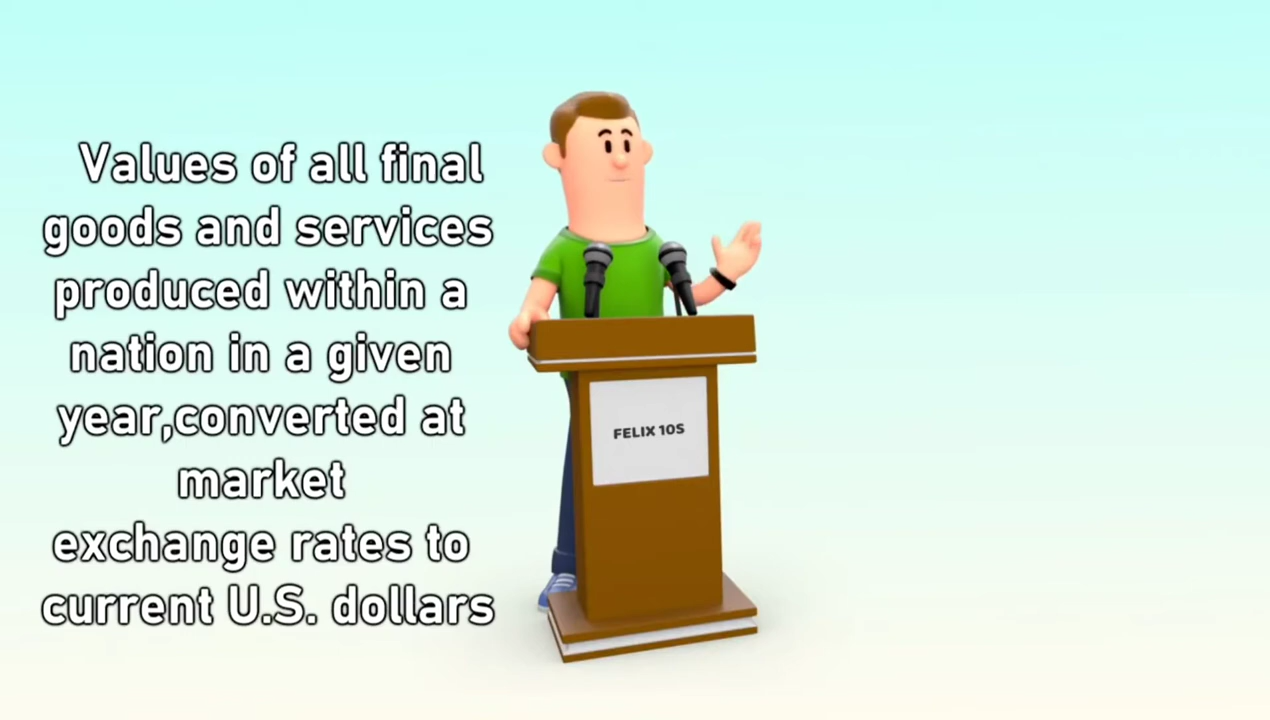 Values of all final
goods and services
produced within a
nation in a given
year,converted at
market
exchange rates to
current U.S. dollars
FELIX 10S